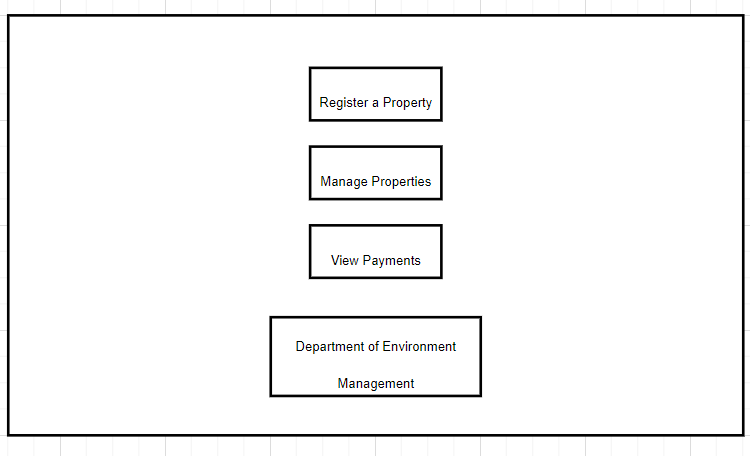 Register a Property
Manage Properties
View Payments
Department of Environment
Management